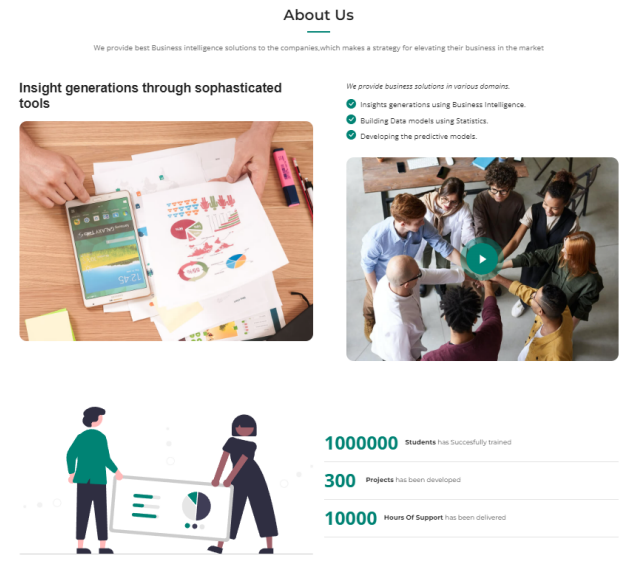 About Us
We provide best Business intelligence solutions to the companies,which makes a strategy for elevating their business in the market
Insight generations through sophasticated
tools
We provide business solutions in various domains.
Insights generations using Business Intelligence.
Building Data models using Statistics.
Developing the predictive models.
1000000 Students has Succesfully trained
300 Projects has been developed
10000 Hours Of Support has been delivered